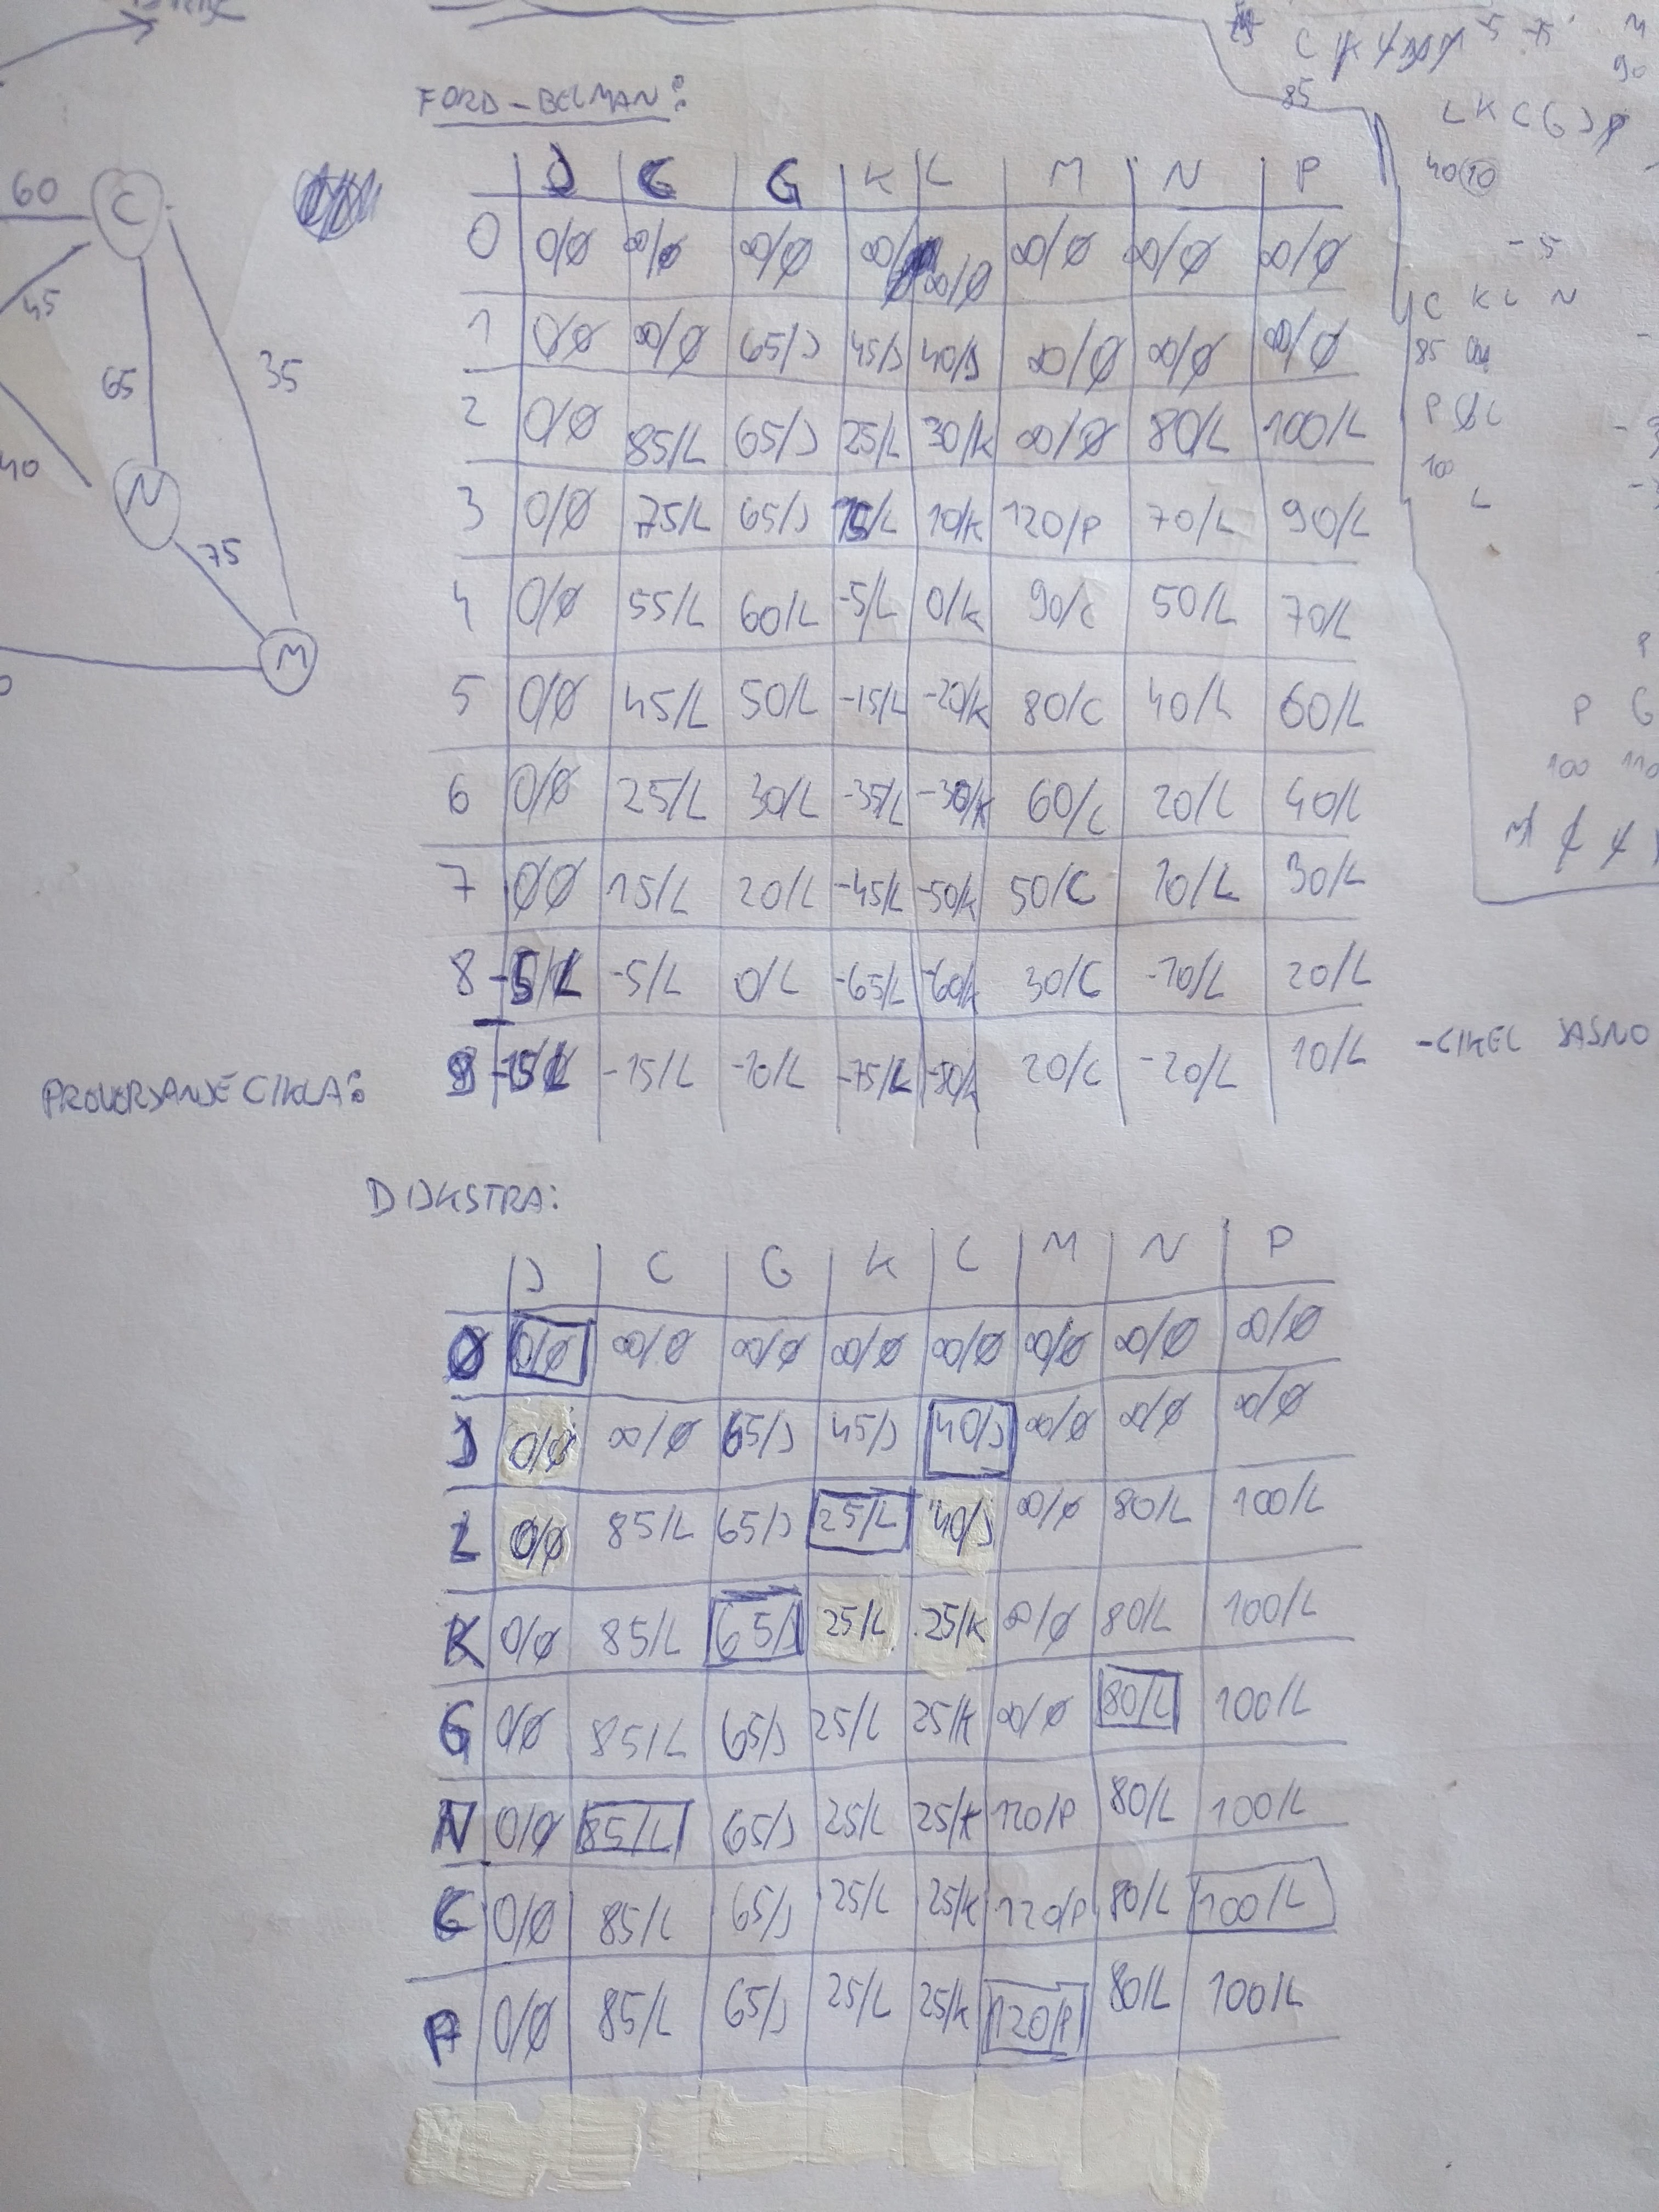 60
C
45
65
35
40
N
75
M
FORD-BELMAN:
J C G K L M N P
0 0/∅ ∞/∅ ∞/∅ ∞/∅ ∞/∅ ∞/∅ ∞/∅ ∞/∅
1 0/∅ ∞/∅ 65/J 45/J 40/J ∞/∅ ∞/∅ ∞/∅
2 0/∅ 85/L 65/J 25/L 30/K ∞/∅ 80/L 100/L
3 0/∅ 75/L 65/J 15/L 10/K 120/P 70/L 90/L
4 0/∅ 55/L 60/L -5/L 0/K 90/C 50/L 70/L
5 0/∅ 45/L 50/L -15/L -20/K 80/C 40/L 60/L
6 0/∅ 25/L 30/L -35/L -30/K 60/C 20/L 40/L
7 0/∅ 15/L 20/L -45/L -50/K 50/C 10/L 30/L
8 -5/L -5/L 0/L -65/L -60/K 30/C -10/L 20/L
PREVERJANJE CIKLA: 9 -15/L -15/L -10/L -75/L -80/K 20/C -20/L 10/L -CIKEL JASNO
85
L K C G J P
40 10
-5
C K L N
85
P
100
L
P G
100 110
DIJKSTRA:
J C G K L M N P
∅ 0/∅ ∞/∅ ∞/∅ ∞/∅ ∞/∅ ∞/∅ ∞/∅ ∞/∅
J 0/∅ ∞/∅ 65/J 45/J 40/J ∞/∅ ∞/∅ ∞/∅
L 0/∅ 85/L 65/J 25/L 40/J ∞/∅ 80/L 100/L
K 0/∅ 85/L 65/J 25/L 25/K ∞/∅ 80/L 100/L
G 0/∅ 85/L 65/J 25/L 25/K ∞/∅ 80/L 100/L
N 0/∅ 85/L 65/J 25/L 25/K 120/P 80/L 100/L
C 0/∅ 85/L 65/J 25/L 25/K 120/P 80/L 100/L
P 0/∅ 85/L 65/J 25/L 25/K 120/P 80/L 100/L